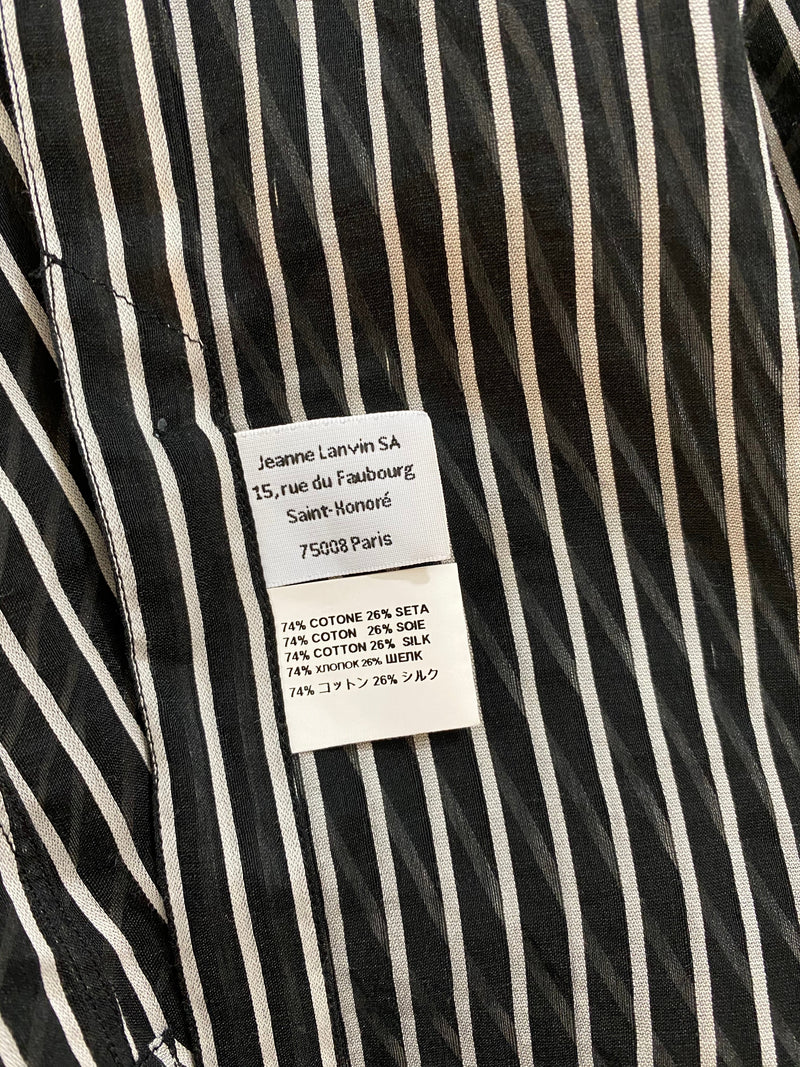 Jeanne Lanvin SA
15,rue du Faubourg
Saint-Honoré
75008 Paris
74% COTONE 26% SETA
74% COTON 26% SOIE
74% COTTON 26% SILK
74% ХЛОПОК 26% ШЕЛК
74% コットン 26% シルク